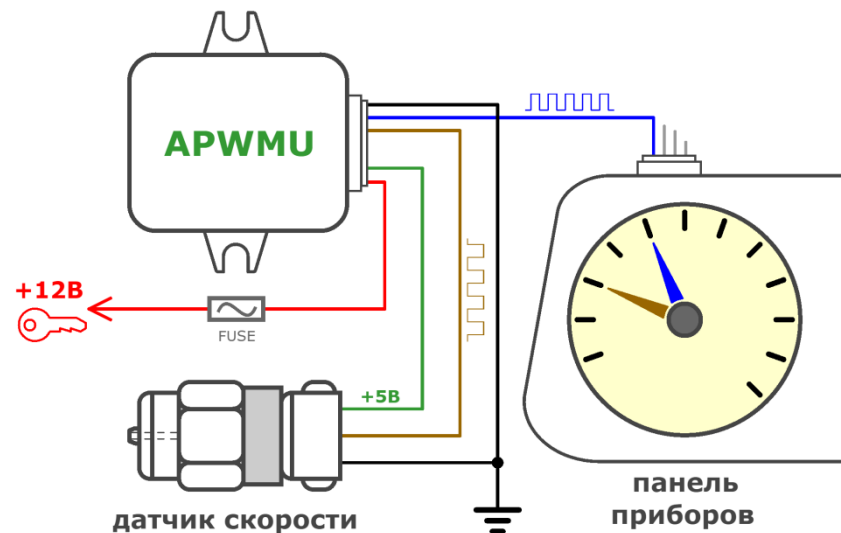 APWMU
+12В
FUSE
+5В
датчик скорости
панель
приборов